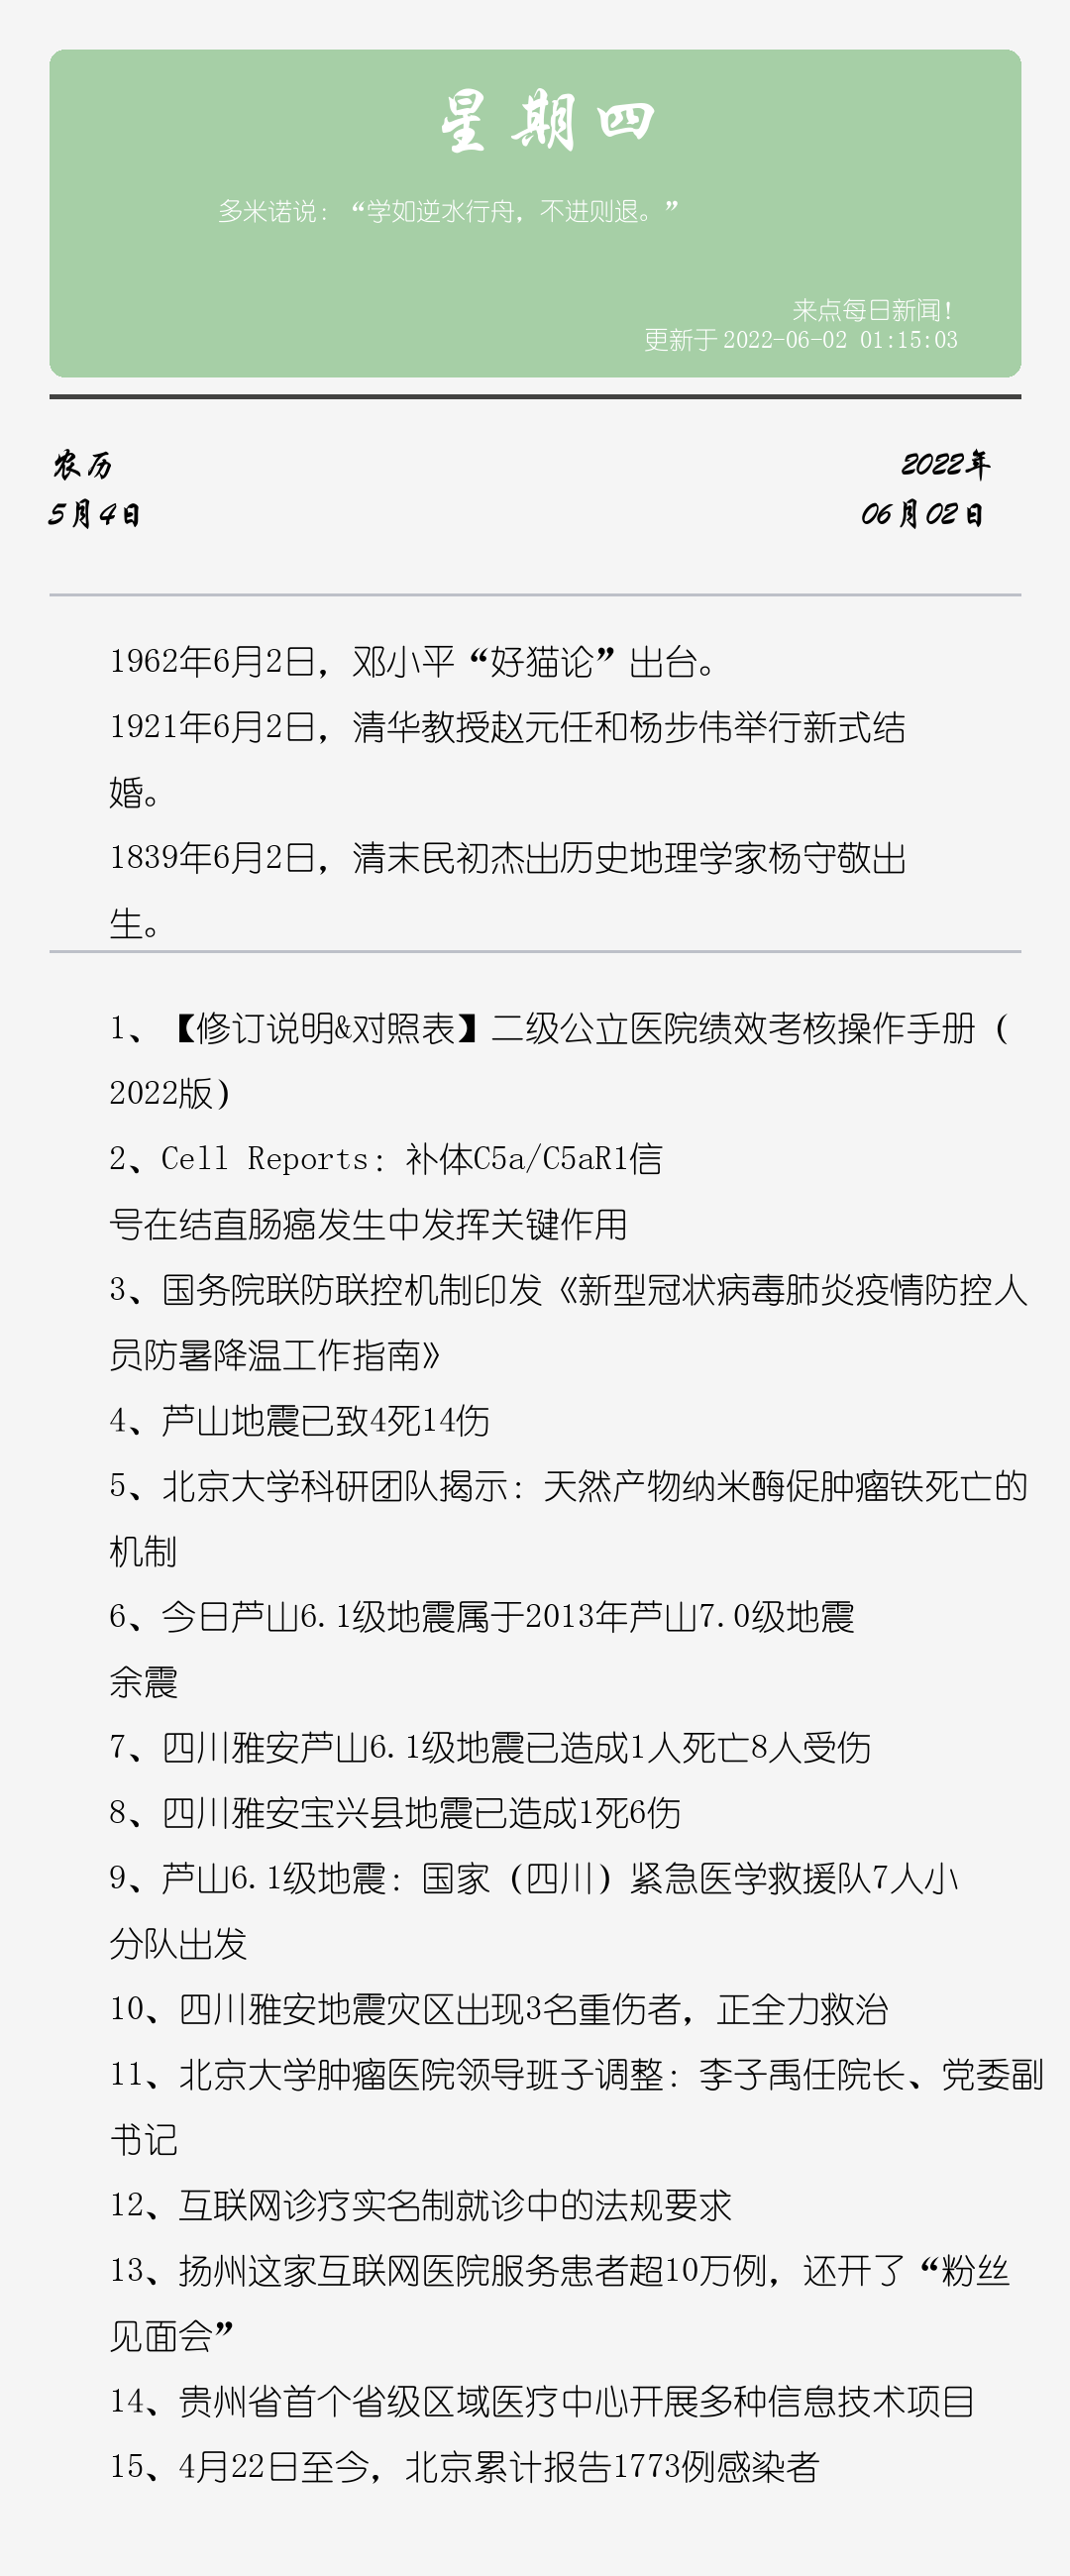 星期四
多米诺说：“学如逆水行舟，不进则退。”
来点每日新闻！
更新于 2022-06-02 01:15:03
农历
2022年
5月4日
06月02日
1962年6月2日，邓小平“好猫论”出台。
1921年6月2日，清华教授赵元任和杨步伟举行新式结
婚。
1839年6月2日，清末民初杰出历史地理学家杨守敬出
生。
1、【修订说明&对照表】二级公立医院绩效考核操作手册（
2022版）
2、Cell Reports：补体C5a/C5aR1信
号在结直肠癌发生中发挥关键作用
3、国务院联防联控机制印发《新型冠状病毒肺炎疫情防控人
员防暑降温工作指南》
4、芦山地震已致4死14伤
5、北京大学科研团队揭示：天然产物纳米酶促肿瘤铁死亡的
机制
6、今日芦山6.1级地震属于2013年芦山7.0级地震
余震
7、四川雅安芦山6.1级地震已造成1人死亡8人受伤
8、四川雅安宝兴县地震已造成1死6伤
9、芦山6.1级地震：国家（四川）紧急医学救援队7人小
分队出发
10、四川雅安地震灾区出现3名重伤者，正全力救治
11、北京大学肿瘤医院领导班子调整：李子禹任院长、党委副
书记
12、互联网诊疗实名制就诊中的法规要求
13、扬州这家互联网医院服务患者超10万例，还开了“粉丝
见面会”
14、贵州省首个省级区域医疗中心开展多种信息技术项目
15、4月22日至今，北京累计报告1773例感染者